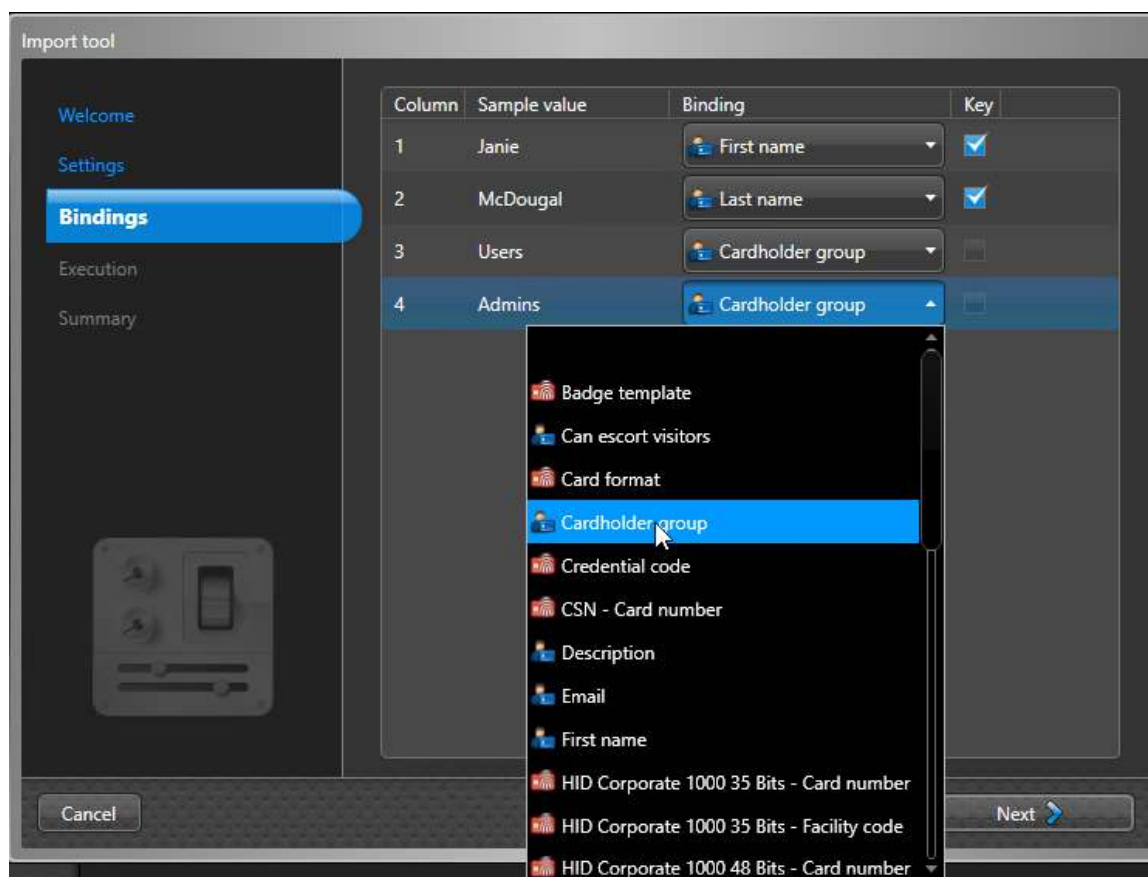 Import tool
Welcome
Settings
Bindings
Execution
Summary
Column Sample value Binding Key
1 Janie First name
2 McDougal Last name
3 Users Cardholder group
4 Admins Cardholder group
Badge template
Can escort visitors
Card format
Cardholder group
Credential code
CSN - Card number
Description
Email
First name
HID Corporate 1000 35 Bits - Card number
HID Corporate 1000 35 Bits - Facility code
HID Corporate 1000 48 Bits - Card number
Cancel
Next